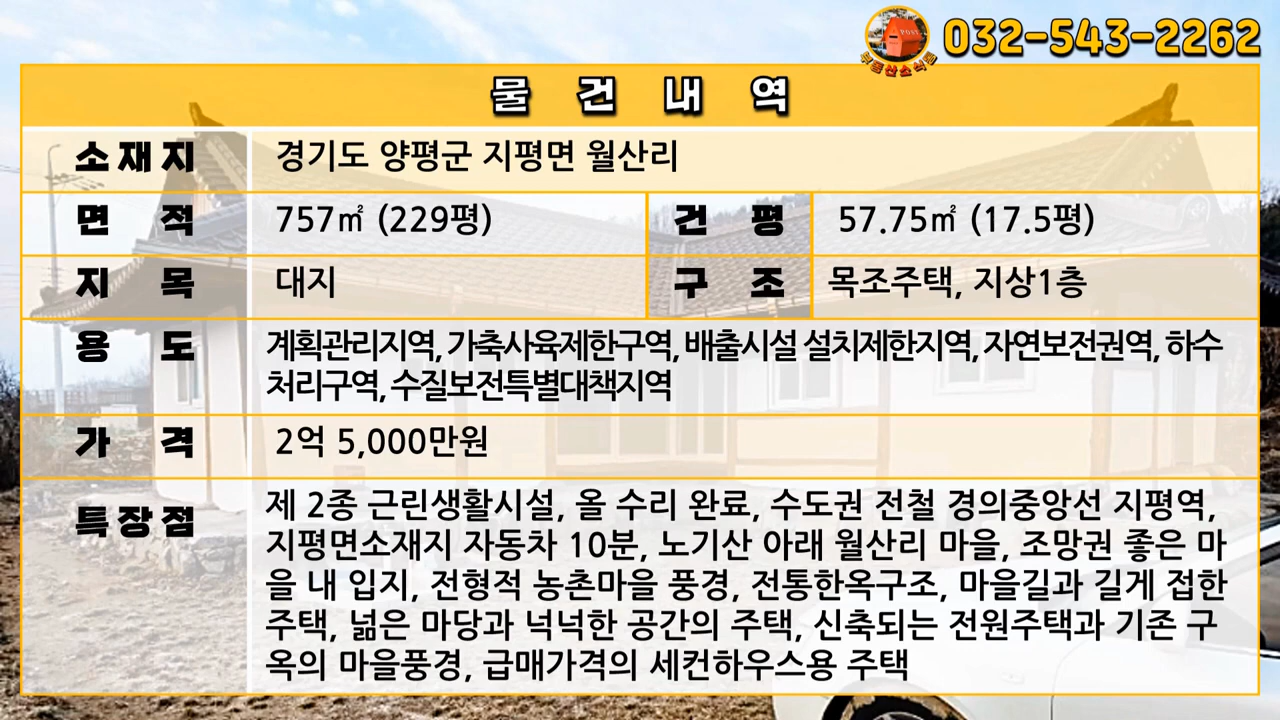 032-543-2262
POST
부동산소식통
물 건 내 역
소재지 경기도 양평군 지평면 월산리
면 적 757㎡ (229평) 건 평 57.75㎡ (17.5평)
지 목 대지 구 조 목조주택, 지상1층
용 도 계획관리지역, 가축사육제한구역, 배출시설 설치제한지역, 자연보전권역, 하수
처리구역, 수질보전특별대책지역
가 격 2억 5,000만원
특장점 제 2종 근린생활시설, 올 수리 완료, 수도권 전철 경의중앙선 지평역,
지평면소재지 자동차 10분, 노기산 아래 월산리 마을, 조망권 좋은 마
을 내 입지, 전형적 농촌마을 풍경, 전통한옥구조, 마을길과 길게 접한
주택, 넓은 마당과 넉넉한 공간의 주택, 신축되는 전원주택과 기존 구
옥의 마을풍경, 급매가격의 세컨하우스용 주택